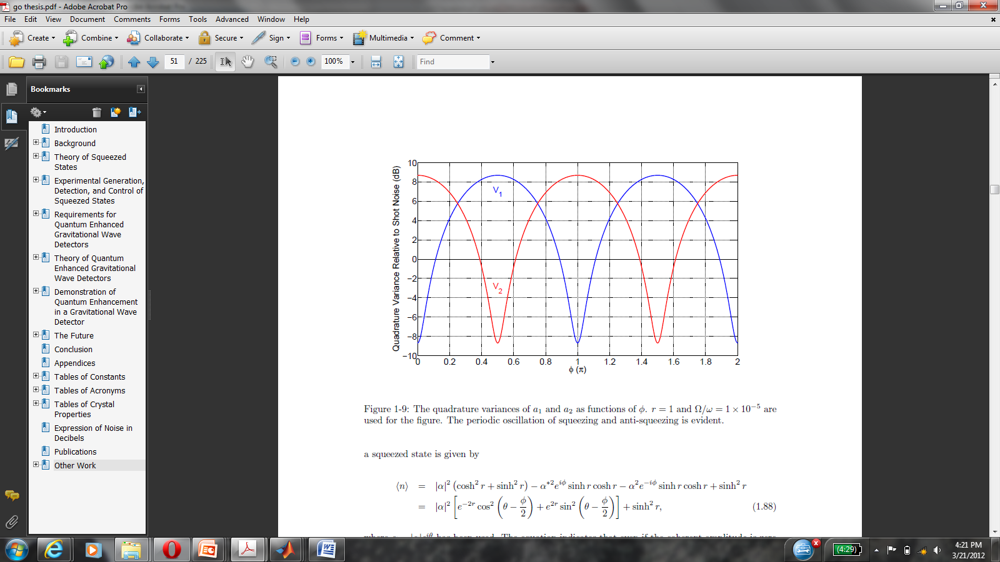 go thesis.pdf - Adobe Acrobat Pro
File Edit View Document Comments Forms Tools Advanced Window Help
Create Combine Collaborate Secure Sign Forms Multimedia Comment
51 / 225 100% Find
Bookmarks
Introduction
Background
Theory of Squeezed
States
Experimental Generation,
Detection, and Control of
Squeezed States
Requirements for
Quantum Enhanced
Gravitational Wave
Detectors
Theory of Quantum
Enhanced Gravitational
Wave Detectors
Demonstration of
Quantum Enhancement
in a Gravitational Wave
Detector
The Future
Conclusion
Appendices
Tables of Constants
Tables of Acronyms
Tables of Crystal
Properties
Expression of Noise in
Decibels
Publications
Other Work
Quadrature Variance Relative to Shot Noise (dB)
10
8
6
4
2
0
−2
−4
−6
−8
−10
V1
V2
0 0.2 0.4 0.6 0.8 1 1.2 1.4 1.6 1.8 2
ϕ (π)
Figure 1-9: The quadrature variances of a₁ and a₂ as functions of ϕ. r = 1 and Ω/ω = 1 × 10⁻⁵ are
used for the figure. The periodic oscillation of squeezing and anti-squeezing is evident.
a squeezed state is given by
⟨n⟩ = |α|² (cosh² r + sinh² r) − α*²e^{iϕ} sinh r cosh r − α²e^{−iϕ} sinh r cosh r + sinh² r
= |α|² [e^{−2r} cos² (θ − ϕ/2) + e^{2r} sin² (θ − ϕ/2)] + sinh² r, (1.88)
(4:29)
4:21 PM
3/21/2012